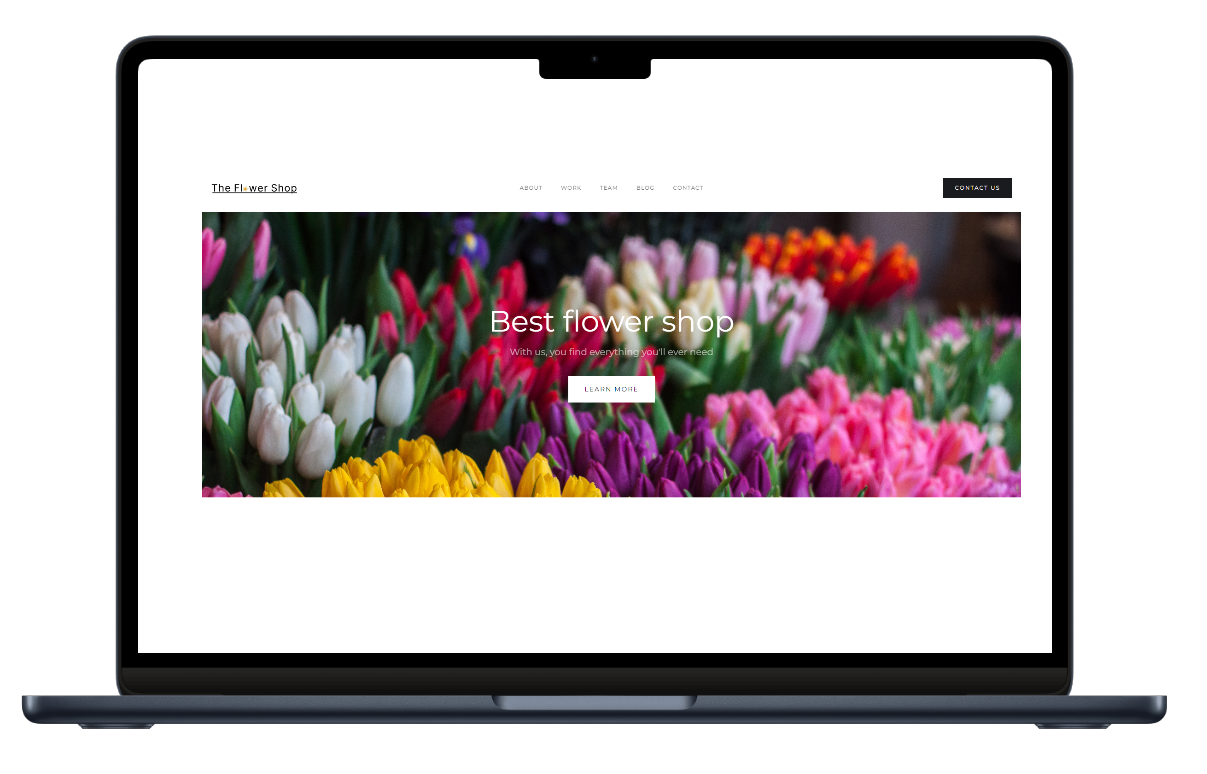 The Flower Shop
ABOUT WORK TEAM BLOG CONTACT
CONTACT US
Best flower shop
With us, you find everything you'll ever need
LEARN MORE